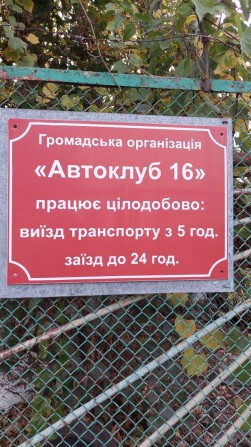 Громадська організація
«Автоклуб 16»
працює цілодобово:
виїзд транспорту з 5 год.
заїзд до 24 год.